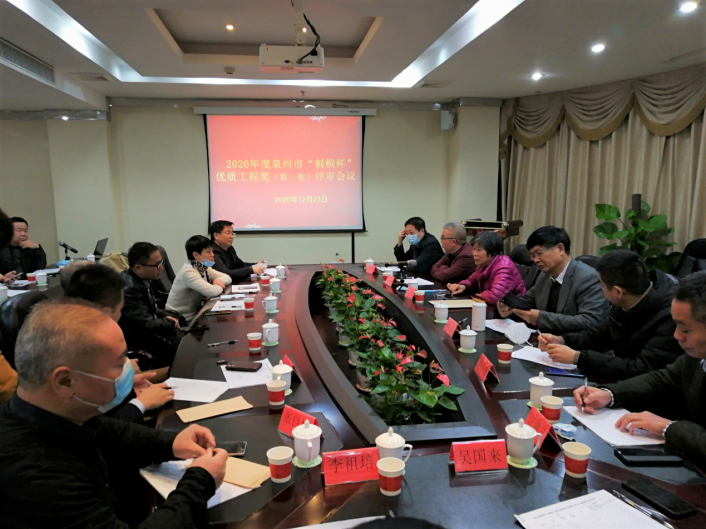 2020年度泉州市“刺桐杯”
优质工程奖（第一批）评审会议
2020年12月23日
李祖培
吴国来